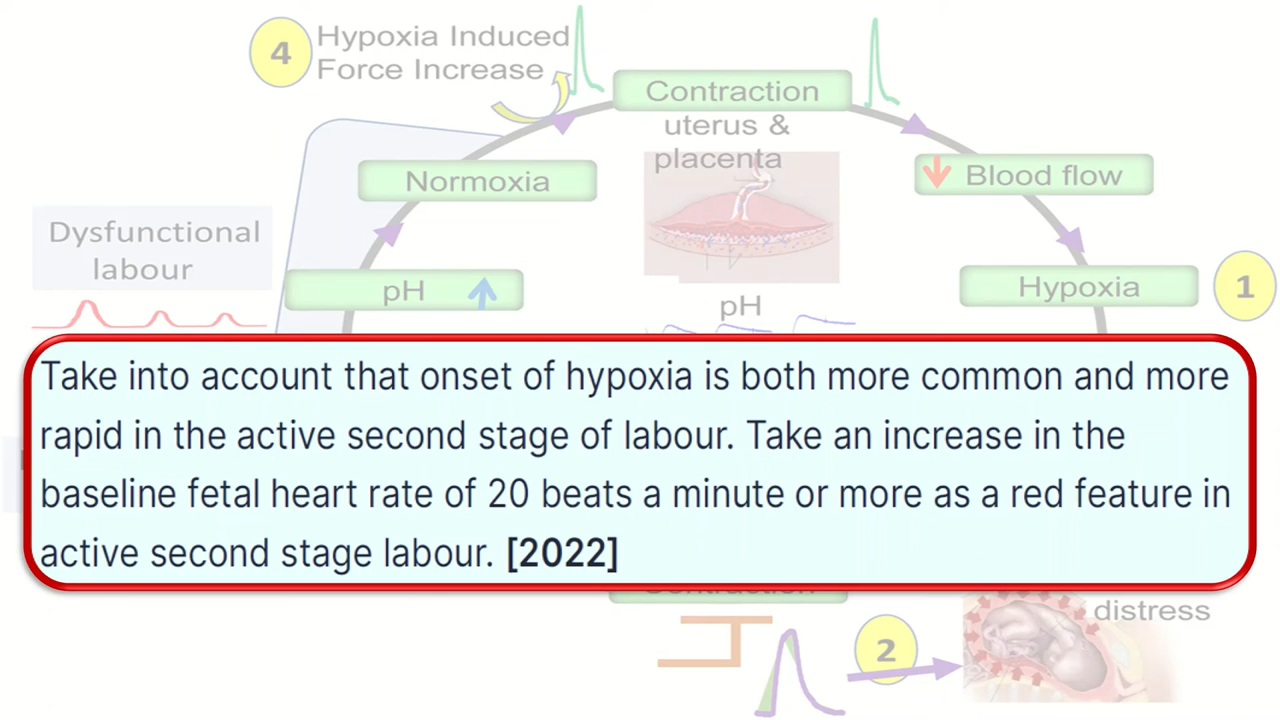 4
Hypoxia Induced
Force Increase
Contraction
uterus &
placenta
Normoxia
Blood flow
Dysfunctional
labour
pH
Hypoxia
1
pH
Take into account that onset of hypoxia is both more common and more
rapid in the active second stage of labour. Take an increase in the
baseline fetal heart rate of 20 beats a minute or more as a red feature in
active second stage labour. [2022]
Contraction
distress
2